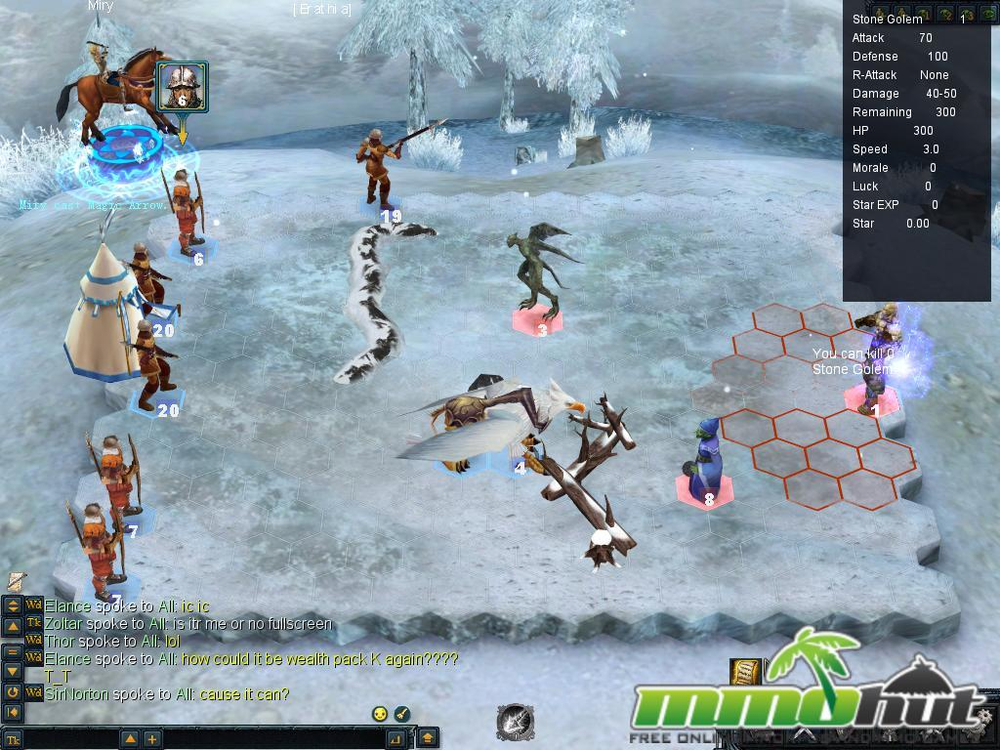 Miry
[Erathia]
Stone Golem 1
Attack 70
Defense 100
R-Attack None
Damage 40-50
Remaining 300
HP 300
Speed 3.0
Morale 0
Luck 0
Star EXP 0
Star 0.00
6
Miry cast Magic Arrow.
19
6
20
3
You can kill 0
Stone Golem
1
20
4
8
7
7
Wd Elance spoke to All: ic ic
Tk Zoltar spoke to All: is itr me or no fullscreen
Wd Thor spoke to All: lol
Wd Elance spoke to All: how could it be wealth pack K again????
T_T
Wd SirNorton spoke to All: cause it can?
Tk
mmohut
FREE ONLI